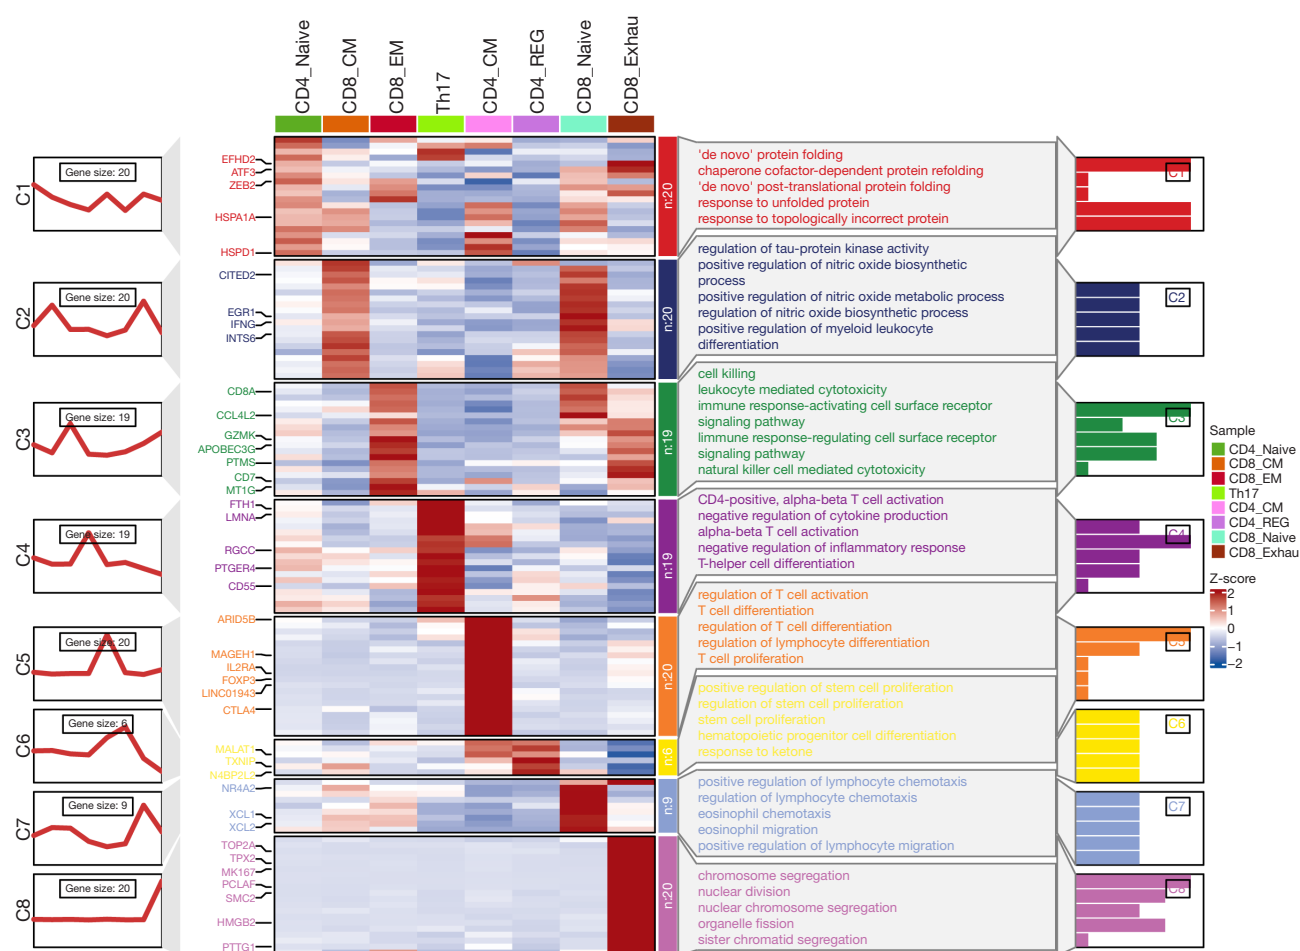 CD4_Naive
CD8_CM
CD8_EM
Th17
CD4_CM
CD4_REG
CD8_Naive
CD8_Exhau
C1
Gene size: 20
EFHD2
ATF3
ZEB2
HSPA1A
HSPD1
n:20
'de novo' protein folding
chaperone cofactor-dependent protein refolding
'de novo' post-translational protein folding
response to unfolded protein
response to topologically incorrect protein
C1
C2
Gene size: 20
CITED2
EGR1
IFNG
INTS6
n:20
regulation of tau-protein kinase activity
positive regulation of nitric oxide biosynthetic
process
positive regulation of nitric oxide metabolic process
regulation of nitric oxide biosynthetic process
positive regulation of myeloid leukocyte
differentiation
C2
C3
Gene size: 19
CD8A
CCL4L2
GZMK
APOBEC3G
PTMS
CD7
MT1G
n:19
cell killing
leukocyte mediated cytotoxicity
immune response-activating cell surface receptor
signaling pathway
limmune response-regulating cell surface receptor
signaling pathway
natural killer cell mediated cytotoxicity
C3
C4
Gene size: 19
FTH1
LMNA
RGCC
PTGER4
CD55
n:19
CD4-positive, alpha-beta T cell activation
negative regulation of cytokine production
alpha-beta T cell activation
negative regulation of inflammatory response
T-helper cell differentiation
C4
C5
Gene size: 20
ARID5B
MAGEH1
IL2RA
FOXP3
LINC01943
CTLA4
n:20
regulation of T cell activation
T cell differentiation
regulation of T cell differentiation
regulation of lymphocyte differentiation
T cell proliferation
C5
C6
Gene size: 6
MALAT1
TXNIP
N4BP2L2
n:6
positive regulation of stem cell proliferation
regulation of stem cell proliferation
stem cell proliferation
hematopoietic progenitor cell differentiation
response to ketone
C6
C7
Gene size: 9
NR4A2
XCL1
XCL2
n:9
positive regulation of lymphocyte chemotaxis
regulation of lymphocyte chemotaxis
eosinophil chemotaxis
eosinophil migration
positive regulation of lymphocyte migration
C7
C8
Gene size: 20
TOP2A
TPX2
MK167
PCLAF
SMC2
HMGB2
PTTG1
n:20
chromosome segregation
nuclear division
nuclear chromosome segregation
organelle fission
sister chromatid segregation
C8
Sample
CD4_Naive
CD8_CM
CD8_EM
Th17
CD4_CM
CD4_REG
CD8_Naive
CD8_Exhau
Z-score
2
1
0
−1
−2